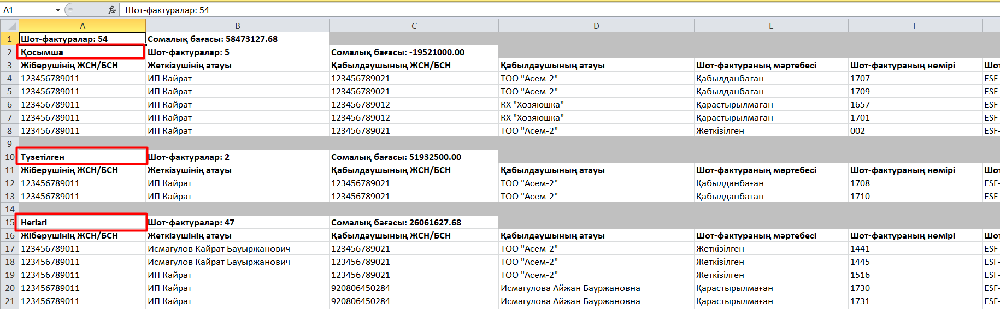 A1 fx Шот-фактуралар: 54
A B C D E F
1 Шот-фактуралар: 54 Сомалық бағасы: 58473127.68
2 Қосымша Шот-фактуралар: 5 Сомалық бағасы: -19521000.00
3 Жіберушінің ЖСН/БСН Жеткізушінің атауы Қабылдаушының ЖСН/БСН Қабылдаушының атауы Шот-фактураның мәртебесі Шот-фактураның нөмірі Шот
4 123456789011 ИП Кайрат 123456789021 ТОО "Асем-2" Қабылданбаған 1707 ESF-
5 123456789011 ИП Кайрат 123456789021 ТОО "Асем-2" Қабылданбаған 1709 ESF-
6 123456789011 ИП Кайрат 123456789012 КХ "Хозяюшка" Қарастырылмаған 1657 ESF-
7 123456789011 ИП Кайрат 123456789012 КХ "Хозяюшка" Қарастырылмаған 1701 ESF-
8 123456789011 ИП Кайрат 123456789021 ТОО "Асем-2" Жеткізілген 002 ESF-
9
10 Түзетілген Шот-фактуралар: 2 Сомалық бағасы: 51932500.00
11 Жіберушінің ЖСН/БСН Жеткізушінің атауы Қабылдаушының ЖСН/БСН Қабылдаушының атауы Шот-фактураның мәртебесі Шот-фактураның нөмірі Шот
12 123456789011 ИП Кайрат 123456789021 ТОО "Асем-2" Қабылданбаған 1708 ESF-
13 123456789011 ИП Кайрат 123456789021 ТОО "Асем-2" Қабылданбаған 1710 ESF-
14
15 Негізгі Шот-фактуралар: 47 Сомалық бағасы: 26061627.68
16 Жіберушінің ЖСН/БСН Жеткізушінің атауы Қабылдаушының ЖСН/БСН Қабылдаушының атауы Шот-фактураның мәртебесі Шот-фактураның нөмірі Шот
17 123456789011 Исмагулов Кайрат Бауыржанович 123456789021 ТОО "Асем-2" Жеткізілген 1441 ESF-
18 123456789011 Исмагулов Кайрат Бауыржанович 123456789021 ТОО "Асем-2" Жеткізілген 1445 ESF-
19 123456789011 ИП Кайрат 123456789021 ТОО "Асем-2" Жеткізілген 1516 ESF-
20 123456789011 ИП Кайрат 920806450284 Исмагулова Айжан Бауржановна Қарастырылмаған 1730 ESF-
21 123456789011 ИП Кайрат 920806450284 Исмагулова Айжан Бауржановна Қарастырылмаған 1731 ESF-